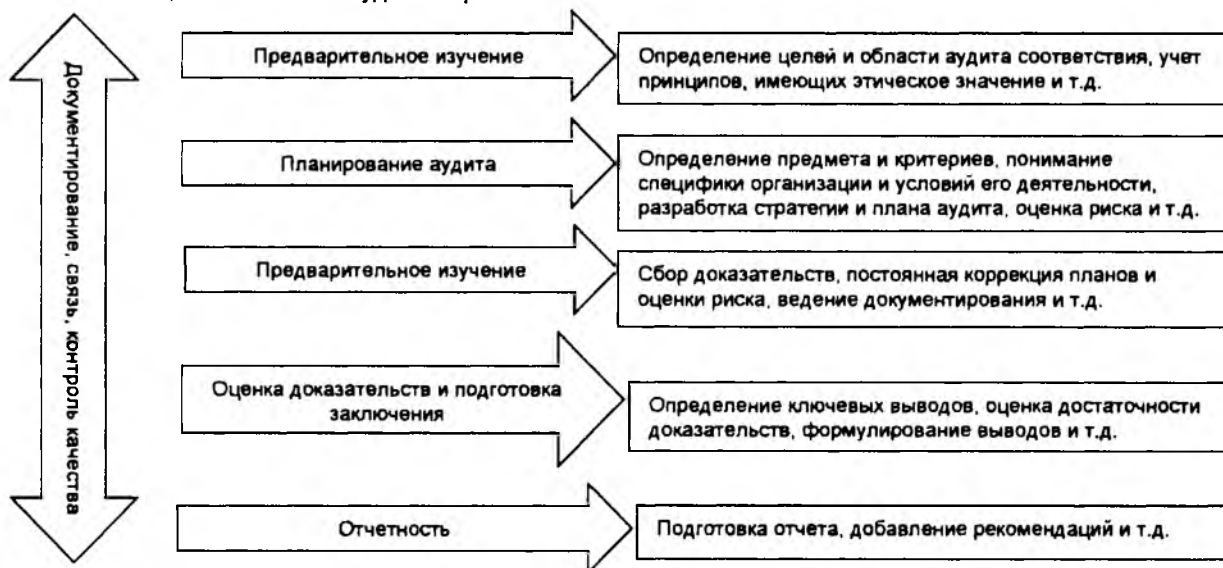 Документирование, связь, контроль качества
Предварительное изучение
Определение целей и области аудита соответствия, учет
принципов, имеющих этическое значение и т.д.
Планирование аудита
Определение предмета и критериев, понимание
специфики организации и условий его деятельности,
разработка стратегии и плана аудита, оценка риска и т.д.
Предварительное изучение
Сбор доказательств, постоянная коррекция планов и
оценки риска, ведение документирования и т.д.
Оценка доказательств и подготовка
заключения
Определение ключевых выводов, оценка достаточности
доказательств, формулирование выводов и т.д.
Отчетность
Подготовка отчета, добавление рекомендаций и т.д.